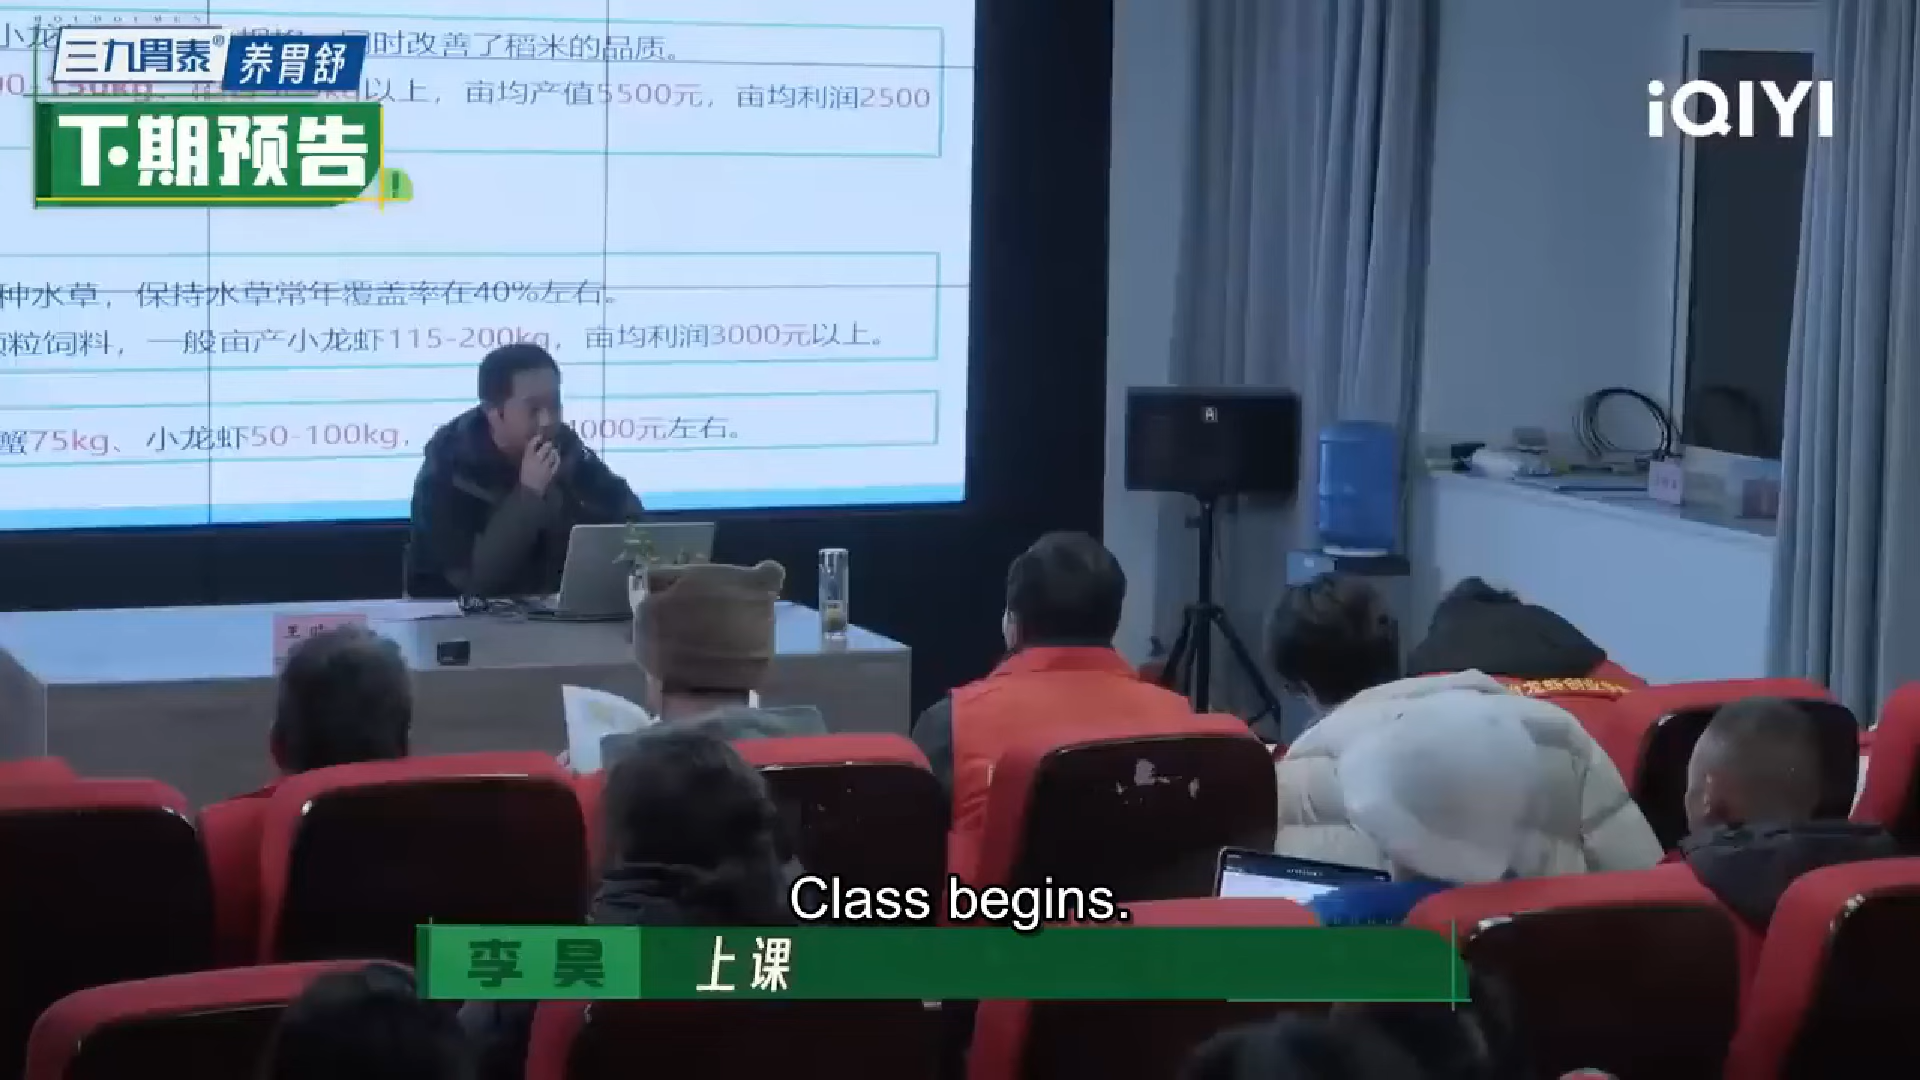 三九胃泰® 养胃舒
下期预告!
iQIYI
同时改善了稻米的品质。
以上，亩均产值5500元，亩均利润2500
种水草，保持水草常年覆盖率在40%左右。
粒饲料，一般亩产小龙虾115-200kg，亩均利润3000元以上。
蟹75kg、小龙虾50-100kg，
000元左右。
Class begins.
李昊 上课